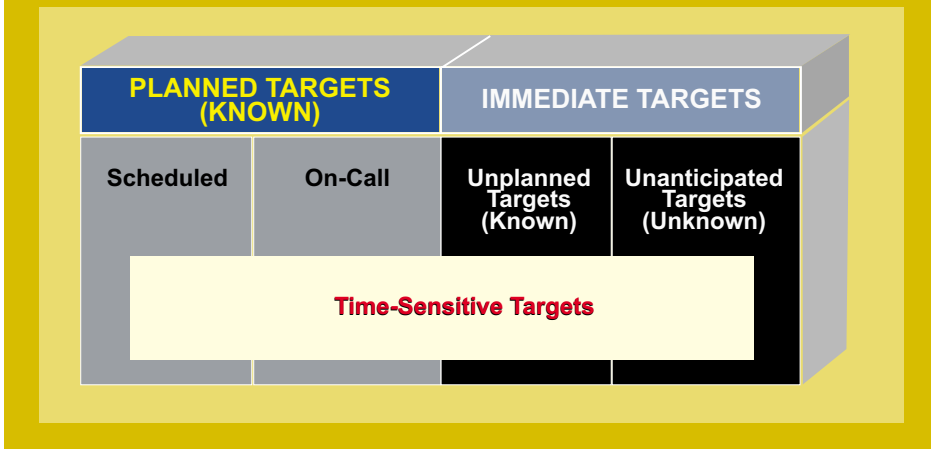 PLANNED TARGETS
(KNOWN)
IMMEDIATE TARGETS
Scheduled
On-Call
Unplanned
Targets
(Known)
Unanticipated
Targets
(Unknown)
Time-Sensitive Targets